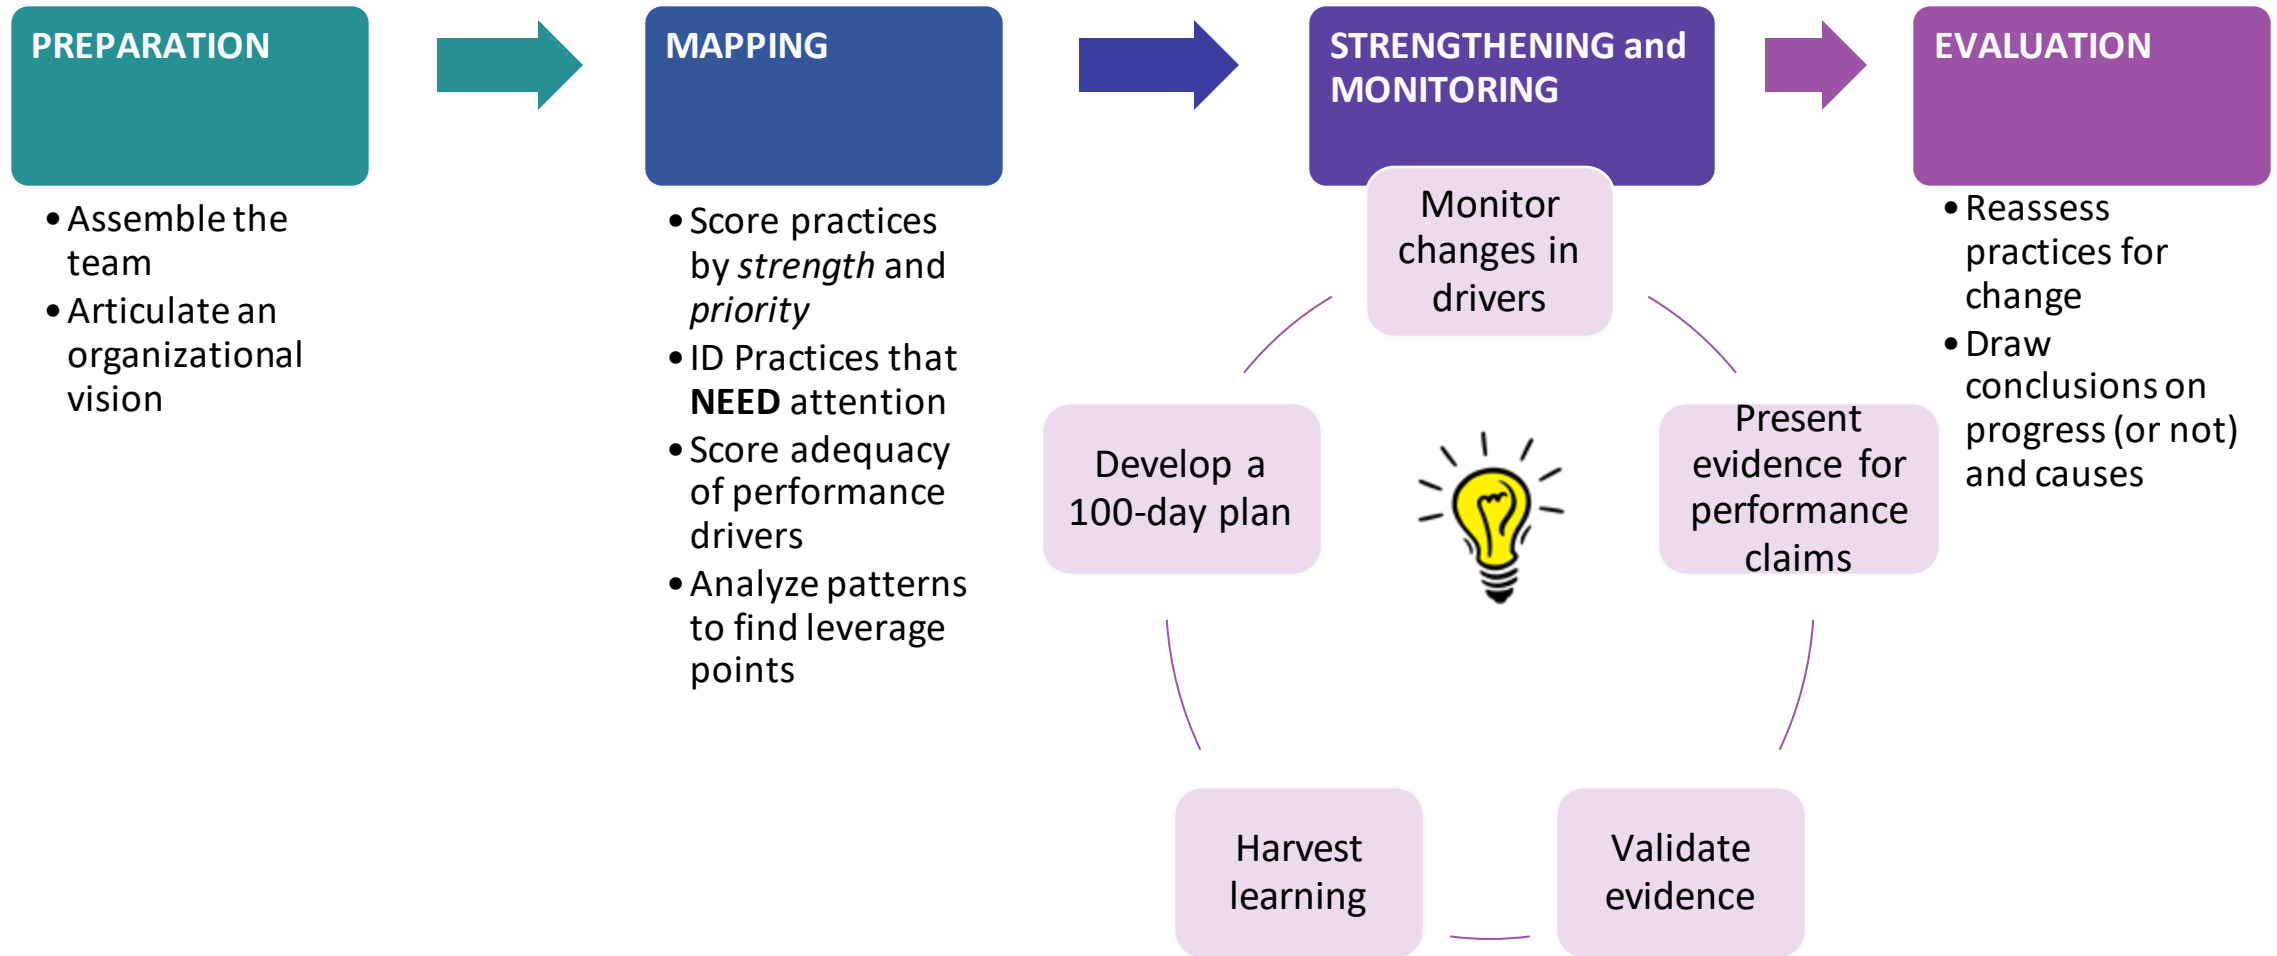 PREPARATION
• Assemble the
team
• Articulate an
organizational
vision
MAPPING
• Score practices
by strength and
priority
• ID Practices that
NEED attention
• Score adequacy
of performance
drivers
• Analyze patterns
to find leverage
points
STRENGTHENING and
MONITORING
Monitor
changes in
drivers
Present
evidence for
performance
claims
Validate
evidence
Harvest
learning
Develop a
100-day plan
EVALUATION
• Reassess
practices for
change
• Draw
conclusions on
progress (or not)
and causes